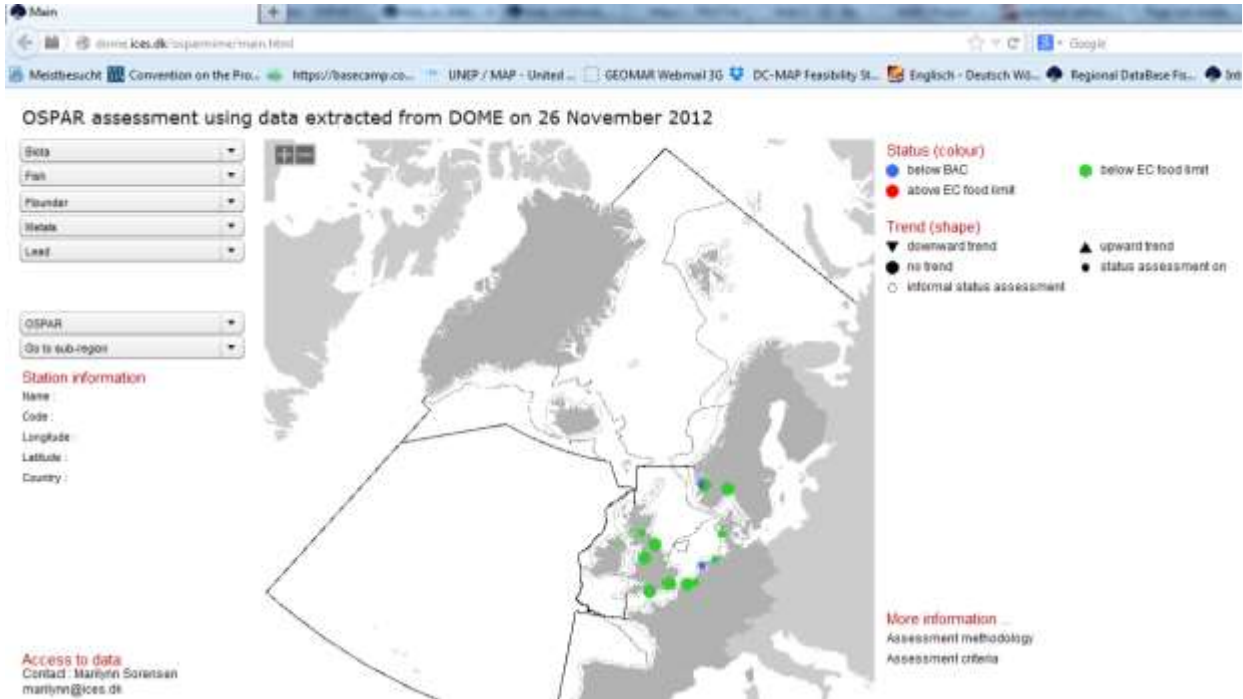 Main
dome.ices.dk/osparmime/main.html
Google
Meistbesucht Convention on the Pro... https://basecamp.co... UNEP / MAP - United ... GEOMAR Webmail 3G DC-MAP Feasibility St... Englisch - Deutsch Wö... Regional DataBase Fis... Int
OSPAR assessment using data extracted from DOME on 26 November 2012
Biota
Fish
Flounder
Metals
Lead
OSPAR
Go to sub-region
Station information
Name :
Code :
Longitude :
Latitude :
Country :
Access to data
Contact : Marilynn Sorensen
marilynn@ices.dk
Status (colour)
below BAC
below EC food limit
above EC food limit
Trend (shape)
downward trend
upward trend
no trend
status assessment on
informal status assessment
More information ...
Assessment methodology
Assessment criteria